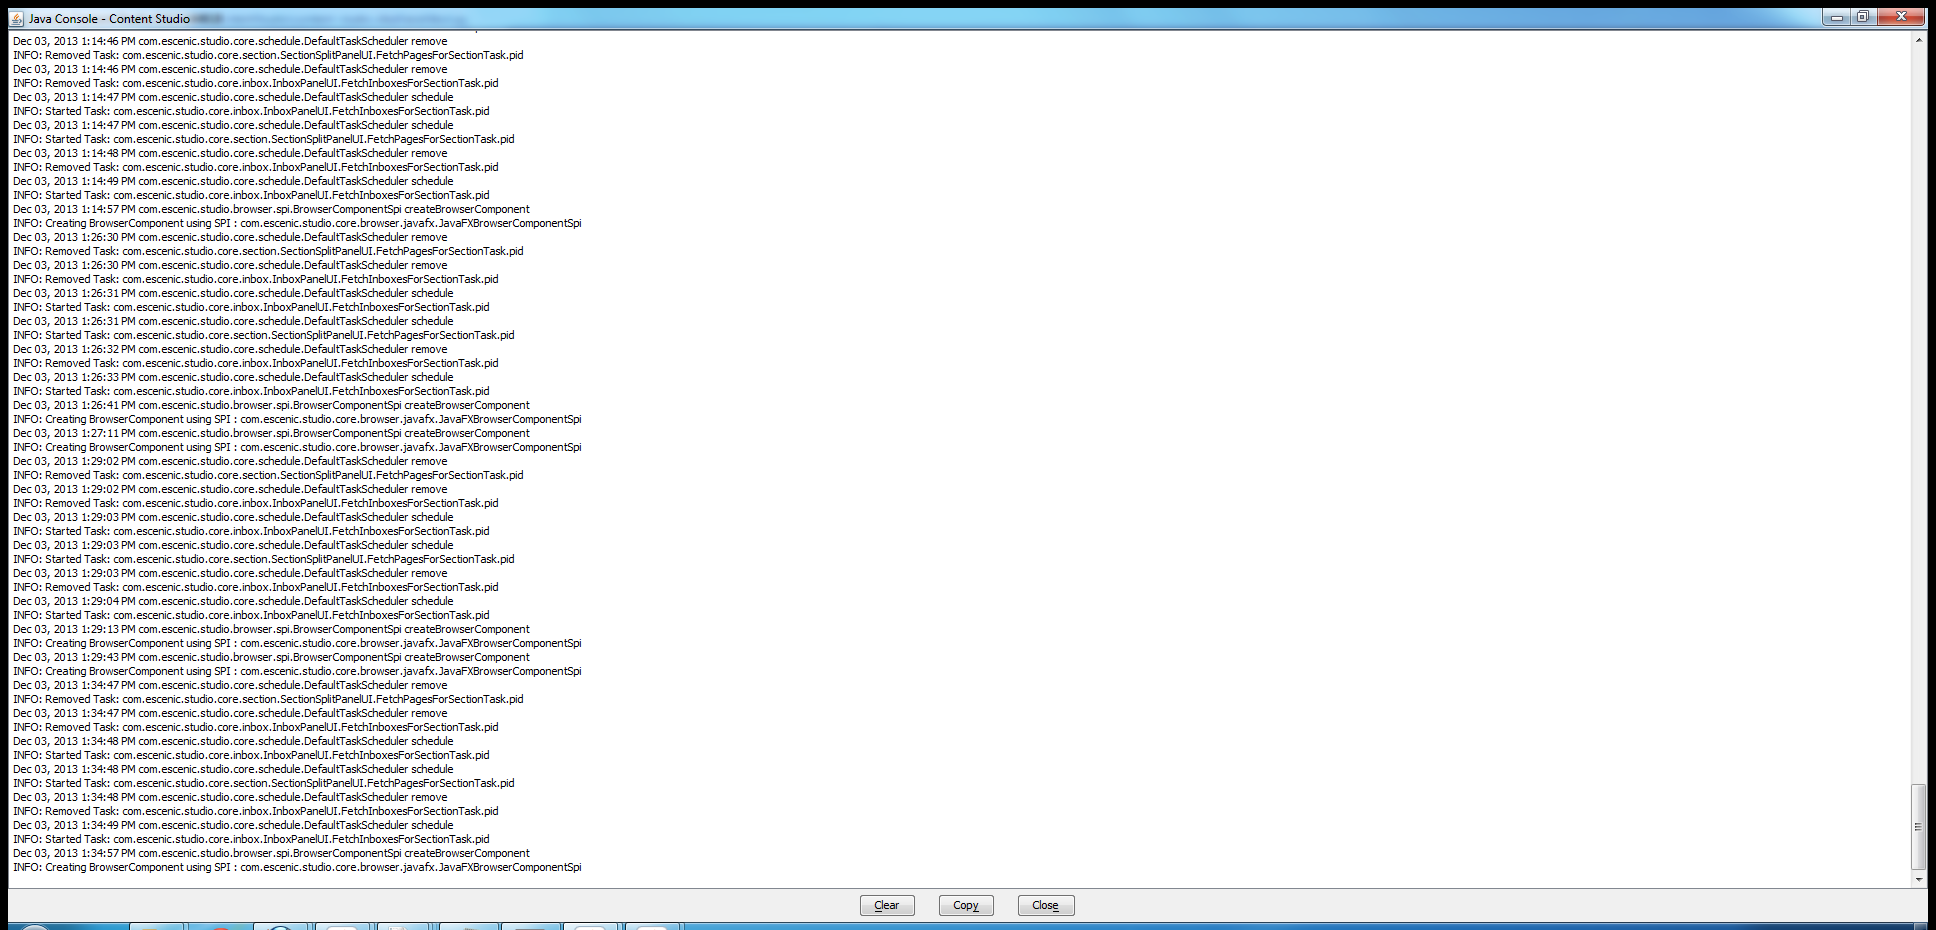 Java Console - Content Studio
Dec 03, 2013 1:14:46 PM com.escenic.studio.core.schedule.DefaultTaskScheduler remove
INFO: Removed Task: com.escenic.studio.core.section.SectionSplitPanelUI.FetchPagesForSectionTask.pid
Dec 03, 2013 1:14:46 PM com.escenic.studio.core.schedule.DefaultTaskScheduler remove
INFO: Removed Task: com.escenic.studio.core.inbox.InboxPanelUI.FetchInboxesForSectionTask.pid
Dec 03, 2013 1:14:47 PM com.escenic.studio.core.schedule.DefaultTaskScheduler schedule
INFO: Started Task: com.escenic.studio.core.inbox.InboxPanelUI.FetchInboxesForSectionTask.pid
Dec 03, 2013 1:14:47 PM com.escenic.studio.core.schedule.DefaultTaskScheduler schedule
INFO: Started Task: com.escenic.studio.core.section.SectionSplitPanelUI.FetchPagesForSectionTask.pid
Dec 03, 2013 1:14:48 PM com.escenic.studio.core.schedule.DefaultTaskScheduler remove
INFO: Removed Task: com.escenic.studio.core.inbox.InboxPanelUI.FetchInboxesForSectionTask.pid
Dec 03, 2013 1:14:49 PM com.escenic.studio.core.schedule.DefaultTaskScheduler schedule
INFO: Started Task: com.escenic.studio.core.inbox.InboxPanelUI.FetchInboxesForSectionTask.pid
Dec 03, 2013 1:14:57 PM com.escenic.studio.browser.spi.BrowserComponentSpi createBrowserComponent
INFO: Creating BrowserComponent using SPI : com.escenic.studio.core.browser.javafx.JavaFXBrowserComponentSpi
Dec 03, 2013 1:26:30 PM com.escenic.studio.core.schedule.DefaultTaskScheduler remove
INFO: Removed Task: com.escenic.studio.core.section.SectionSplitPanelUI.FetchPagesForSectionTask.pid
Dec 03, 2013 1:26:30 PM com.escenic.studio.core.schedule.DefaultTaskScheduler remove
INFO: Removed Task: com.escenic.studio.core.inbox.InboxPanelUI.FetchInboxesForSectionTask.pid
Dec 03, 2013 1:26:31 PM com.escenic.studio.core.schedule.DefaultTaskScheduler schedule
INFO: Started Task: com.escenic.studio.core.inbox.InboxPanelUI.FetchInboxesForSectionTask.pid
Dec 03, 2013 1:26:31 PM com.escenic.studio.core.schedule.DefaultTaskScheduler schedule
INFO: Started Task: com.escenic.studio.core.section.SectionSplitPanelUI.FetchPagesForSectionTask.pid
Dec 03, 2013 1:26:32 PM com.escenic.studio.core.schedule.DefaultTaskScheduler remove
INFO: Removed Task: com.escenic.studio.core.inbox.InboxPanelUI.FetchInboxesForSectionTask.pid
Dec 03, 2013 1:26:33 PM com.escenic.studio.core.schedule.DefaultTaskScheduler schedule
INFO: Started Task: com.escenic.studio.core.inbox.InboxPanelUI.FetchInboxesForSectionTask.pid
Dec 03, 2013 1:26:41 PM com.escenic.studio.browser.spi.BrowserComponentSpi createBrowserComponent
INFO: Creating BrowserComponent using SPI : com.escenic.studio.core.browser.javafx.JavaFXBrowserComponentSpi
Dec 03, 2013 1:27:11 PM com.escenic.studio.browser.spi.BrowserComponentSpi createBrowserComponent
INFO: Creating BrowserComponent using SPI : com.escenic.studio.core.browser.javafx.JavaFXBrowserComponentSpi
Dec 03, 2013 1:29:02 PM com.escenic.studio.core.schedule.DefaultTaskScheduler remove
INFO: Removed Task: com.escenic.studio.core.section.SectionSplitPanelUI.FetchPagesForSectionTask.pid
Dec 03, 2013 1:29:02 PM com.escenic.studio.core.schedule.DefaultTaskScheduler remove
INFO: Removed Task: com.escenic.studio.core.inbox.InboxPanelUI.FetchInboxesForSectionTask.pid
Dec 03, 2013 1:29:03 PM com.escenic.studio.core.schedule.DefaultTaskScheduler schedule
INFO: Started Task: com.escenic.studio.core.inbox.InboxPanelUI.FetchInboxesForSectionTask.pid
Dec 03, 2013 1:29:03 PM com.escenic.studio.core.schedule.DefaultTaskScheduler schedule
INFO: Started Task: com.escenic.studio.core.section.SectionSplitPanelUI.FetchPagesForSectionTask.pid
Dec 03, 2013 1:29:03 PM com.escenic.studio.core.schedule.DefaultTaskScheduler remove
INFO: Removed Task: com.escenic.studio.core.inbox.InboxPanelUI.FetchInboxesForSectionTask.pid
Dec 03, 2013 1:29:04 PM com.escenic.studio.core.schedule.DefaultTaskScheduler schedule
INFO: Started Task: com.escenic.studio.core.inbox.InboxPanelUI.FetchInboxesForSectionTask.pid
Dec 03, 2013 1:29:13 PM com.escenic.studio.browser.spi.BrowserComponentSpi createBrowserComponent
INFO: Creating BrowserComponent using SPI : com.escenic.studio.core.browser.javafx.JavaFXBrowserComponentSpi
Dec 03, 2013 1:29:43 PM com.escenic.studio.browser.spi.BrowserComponentSpi createBrowserComponent
INFO: Creating BrowserComponent using SPI : com.escenic.studio.core.browser.javafx.JavaFXBrowserComponentSpi
Dec 03, 2013 1:34:47 PM com.escenic.studio.core.schedule.DefaultTaskScheduler remove
INFO: Removed Task: com.escenic.studio.core.section.SectionSplitPanelUI.FetchPagesForSectionTask.pid
Dec 03, 2013 1:34:47 PM com.escenic.studio.core.schedule.DefaultTaskScheduler remove
INFO: Removed Task: com.escenic.studio.core.inbox.InboxPanelUI.FetchInboxesForSectionTask.pid
Dec 03, 2013 1:34:48 PM com.escenic.studio.core.schedule.DefaultTaskScheduler schedule
INFO: Started Task: com.escenic.studio.core.inbox.InboxPanelUI.FetchInboxesForSectionTask.pid
Dec 03, 2013 1:34:48 PM com.escenic.studio.core.schedule.DefaultTaskScheduler schedule
INFO: Started Task: com.escenic.studio.core.section.SectionSplitPanelUI.FetchPagesForSectionTask.pid
Dec 03, 2013 1:34:48 PM com.escenic.studio.core.schedule.DefaultTaskScheduler remove
INFO: Removed Task: com.escenic.studio.core.inbox.InboxPanelUI.FetchInboxesForSectionTask.pid
Dec 03, 2013 1:34:49 PM com.escenic.studio.core.schedule.DefaultTaskScheduler schedule
INFO: Started Task: com.escenic.studio.core.inbox.InboxPanelUI.FetchInboxesForSectionTask.pid
Dec 03, 2013 1:34:57 PM com.escenic.studio.browser.spi.BrowserComponentSpi createBrowserComponent
INFO: Creating BrowserComponent using SPI : com.escenic.studio.core.browser.javafx.JavaFXBrowserComponentSpi
Clear Copy Close